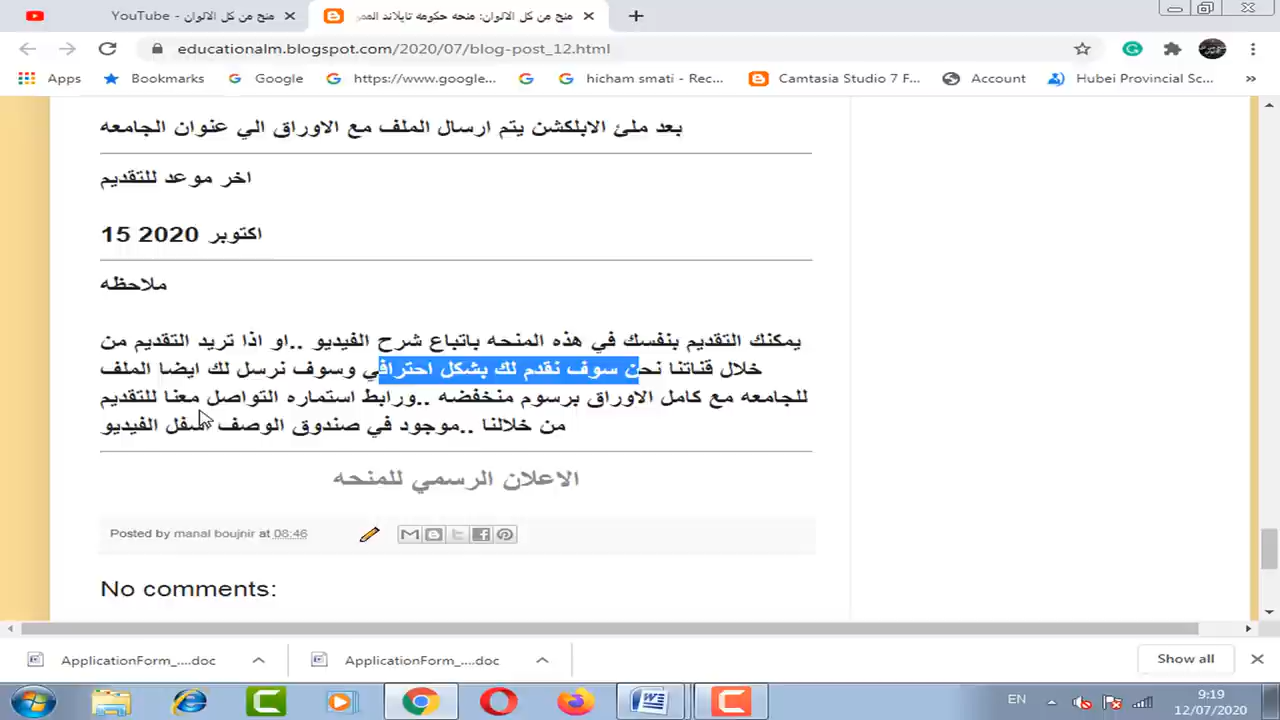 منح من كل الالوان - YouTube
منح من كل الالوان: منحه حكومه تايلاند
educationalm.blogspot.com/2020/07/blog-post_12.html
Apps Bookmarks Google https://www.google... hicham smati - Rec... Camtasia Studio 7 F... Account Hubei Provincial Sc... »
بعد ملئ الابلكشن يتم ارسال الملف مع الاوراق الي عنوان الجامعه
اخر موعد للتقديم
15 اكتوبر 2020
ملاحظه
يمكنك التقديم بنفسك في هذه المنحه باتباع شرح الفيديو ..او اذا تريد التقديم من
خلال قناتنا نحن سوف نقدم لك بشكل احترافي وسوف نرسل لك ايضا الملف
للجامعه مع كامل الاوراق برسوم منخفضه ..ورابط استماره التواصل معنا للتقديم
من خلالنا ..موجود في صندوق الوصف اسفل الفيديو
الاعلان الرسمي للمنحه
Posted by manal boujnir at 08:46
No comments:
ApplicationForm_....doc ApplicationForm_....doc Show all
EN 9:19
12/07/2020